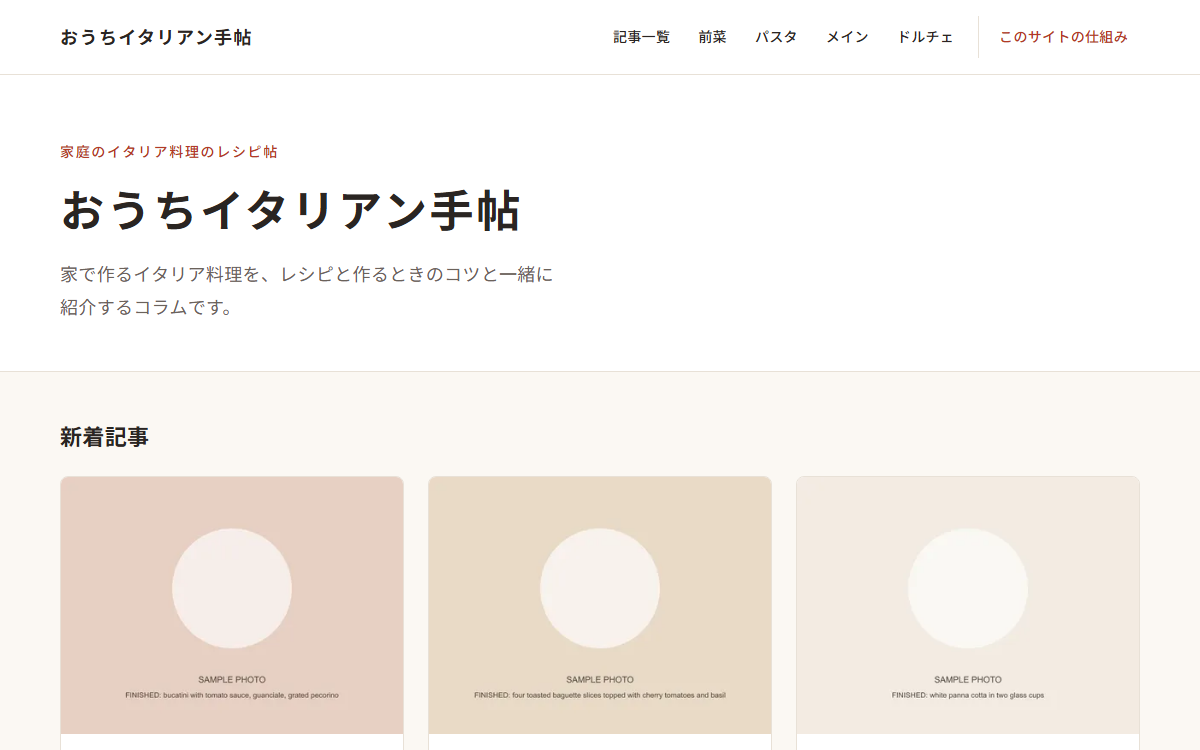 おうちイタリアン手帖
記事一覧 前菜 パスタ メイン ドルチェ このサイトの仕組み
家庭のイタリア料理のレシピ帖
おうちイタリアン手帖
家で作るイタリア料理を、レシピと作るときのコツと一緒に
紹介するコラムです。
新着記事
SAMPLE PHOTO
FINISHED: bucatini with tomato sauce, guanciale, grated pecorino
SAMPLE PHOTO
FINISHED: four toasted baguette slices topped with cherry tomatoes and basil
SAMPLE PHOTO
FINISHED: white panna cotta in two glass cups